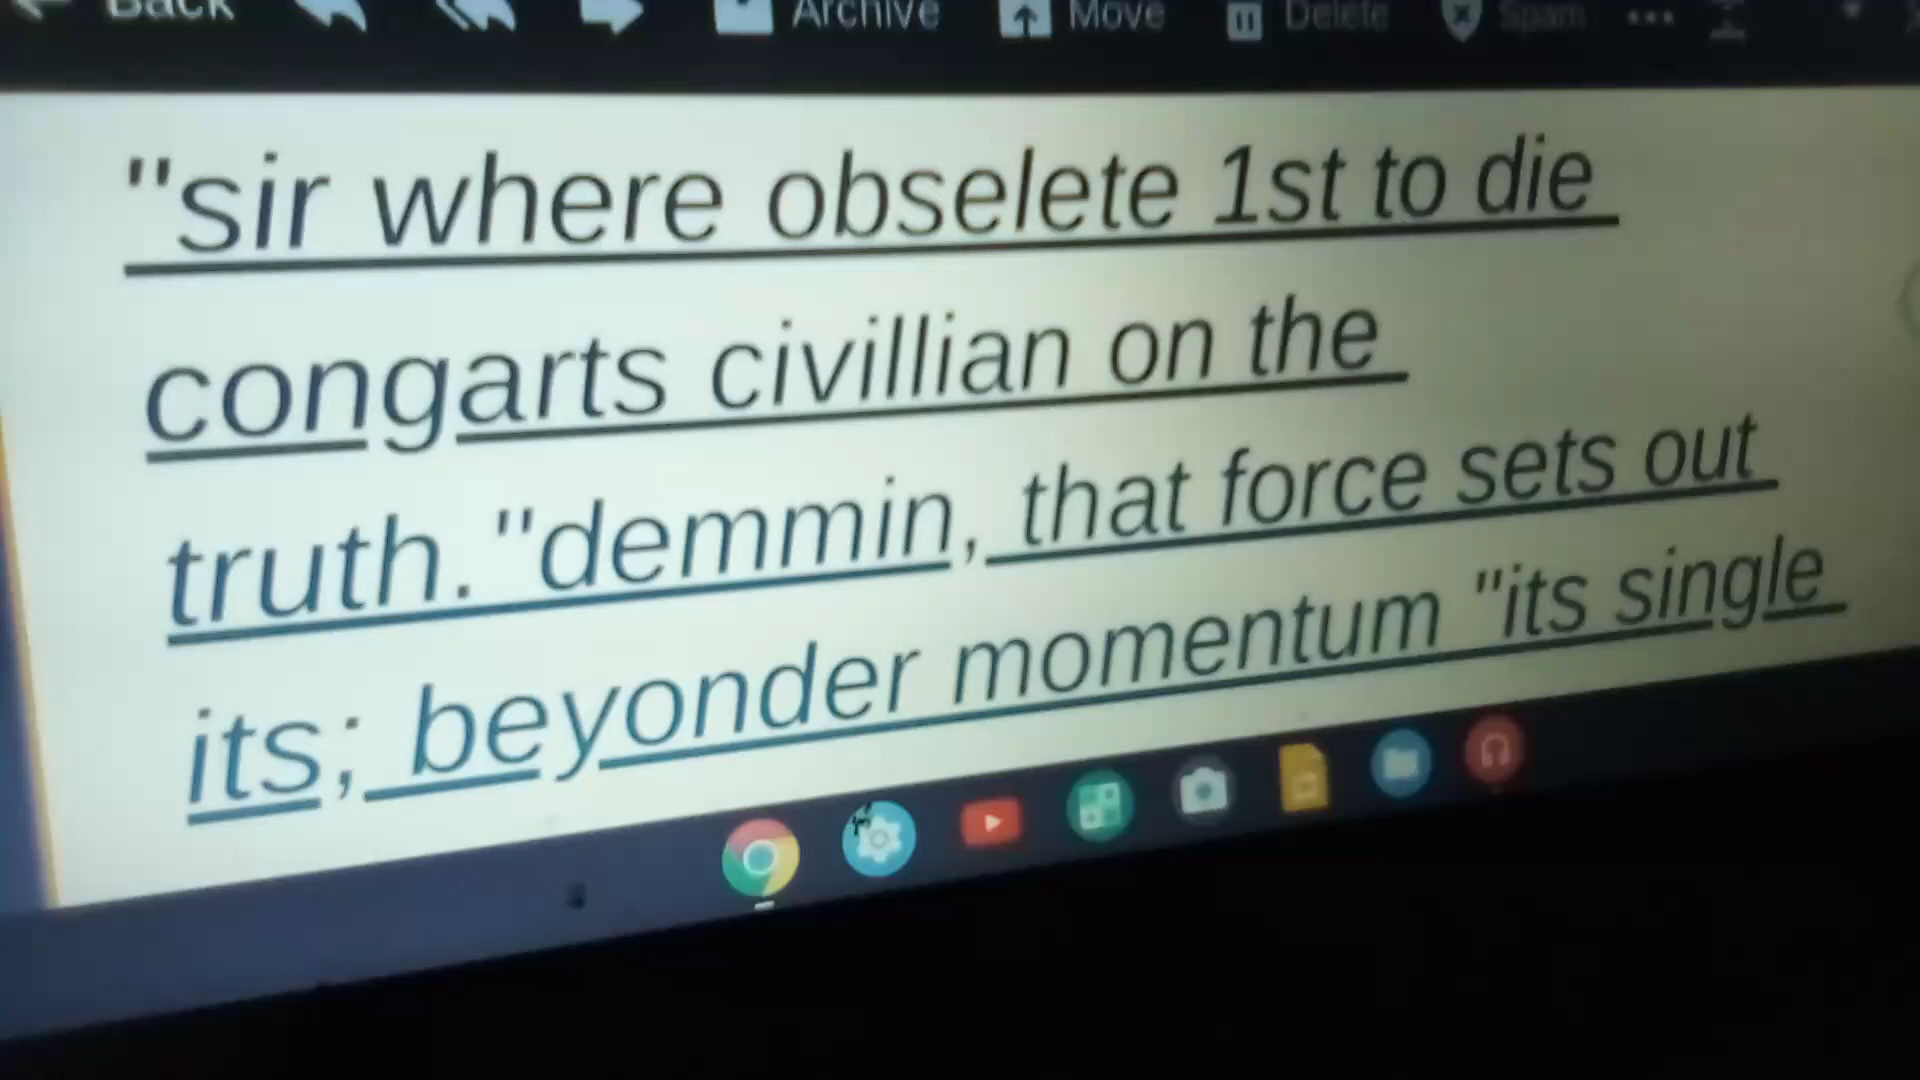 Back Archive Move Delete Spam
"sir where obselete 1st to die
congarts civillian on the
truth. "demmin, that force sets out
its; beyonder momentum "its single